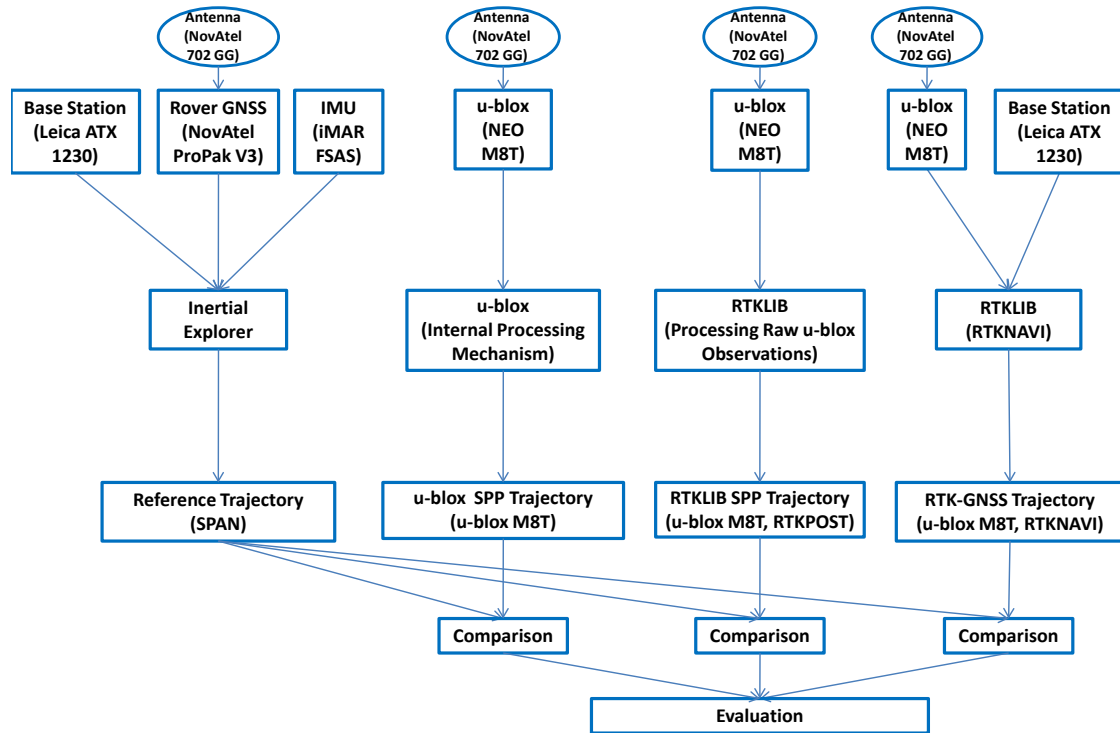 Antenna
(NovAtel
702 GG)
Antenna
(NovAtel
702 GG)
Antenna
(NovAtel
702 GG)
Antenna
(NovAtel
702 GG)
Base Station
(Leica ATX
1230)
Rover GNSS
(NovAtel
ProPak V3)
IMU
(iMAR
FSAS)
u-blox
(NEO
M8T)
u-blox
(NEO
M8T)
u-blox
(NEO
M8T)
Base Station
(Leica ATX
1230)
Inertial
Explorer
u-blox
(Internal Processing
Mechanism)
RTKLIB
(Processing Raw u-blox
Observations)
RTKLIB
(RTKNAVI)
Reference Trajectory
(SPAN)
u-blox SPP Trajectory
(u-blox M8T)
RTKLIB SPP Trajectory
(u-blox M8T, RTKPOST)
RTK-GNSS Trajectory
(u-blox M8T, RTKNAVI)
Comparison
Comparison
Comparison
Evaluation